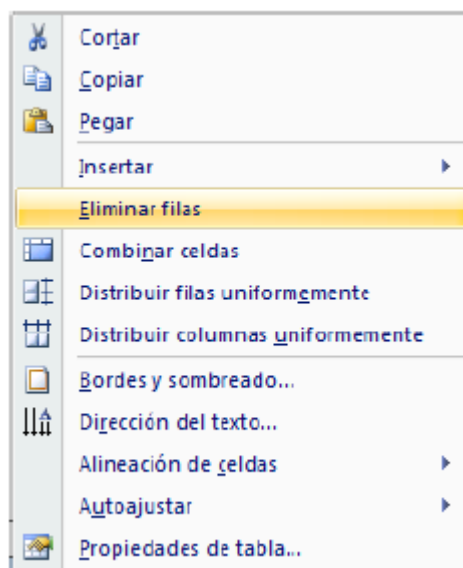 Cortar
Copiar
Pegar
Insertar
Eliminar filas
Combinar celdas
Distribuir filas uniformemente
Distribuir columnas uniformemente
Bordes y sombreado...
Dirección del texto...
Alineación de celdas
Autoajustar
Propiedades de tabla...